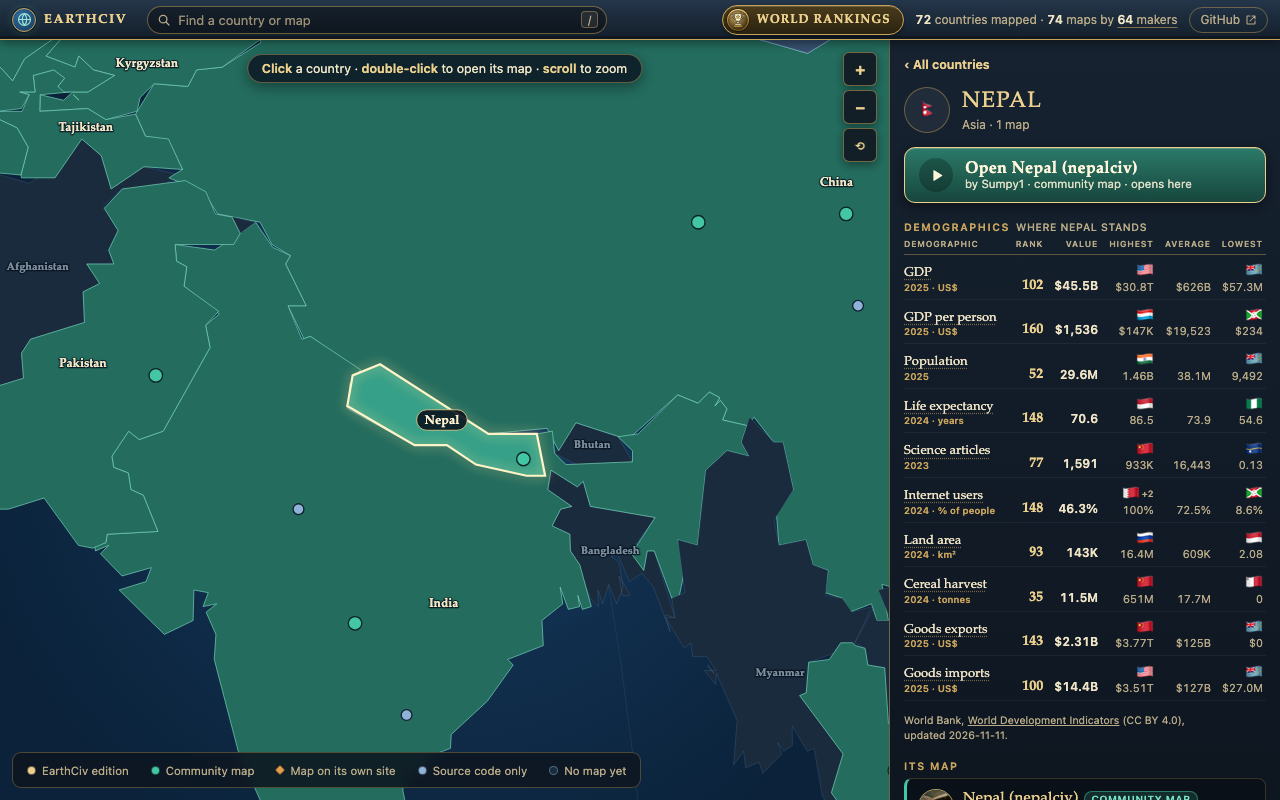 EARTHCIV
Find a country or map
/
WORLD RANKINGS
72 countries mapped · 74 maps by 64 makers
GitHub
Click a country · double-click to open its map · scroll to zoom
+
−
Kyrgyzstan
Tajikistan
China
Afghanistan
Pakistan
Nepal
Bhutan
Bangladesh
India
Myanmar
EarthCiv edition
Community map
Map on its own site
Source code only
No map yet
‹ All countries
NEPAL
Asia · 1 map
Open Nepal (nepalciv)
by Sumpy1 · community map · opens here
DEMOGRAPHICS WHERE NEPAL STANDS
DEMOGRAPHIC RANK VALUE HIGHEST AVERAGE LOWEST
GDP
2025 · US$ 102 $45.5B $30.8T $626B $57.3M
GDP per person
2025 · US$ 160 $1,536 $147K $19,523 $234
Population
2025 52 29.6M 1.46B 38.1M 9,492
Life expectancy
2024 · years 148 70.6 86.5 73.9 54.6
Science articles
2023 77 1,591 933K 16,443 0.13
Internet users +2
2024 · % of people 148 46.3% 100% 72.5% 8.6%
Land area
2024 · km² 93 143K 16.4M 609K 2.08
Cereal harvest
2024 · tonnes 35 11.5M 651M 17.7M 0
Goods exports
2025 · US$ 143 $2.31B $3.77T $125B $0
Goods imports
2025 · US$ 100 $14.4B $3.51T $127B $27.0M
World Bank, World Development Indicators (CC BY 4.0),
updated 2026-11-11.
ITS MAP
Nepal (nepalciv) COMMUNITY MAP